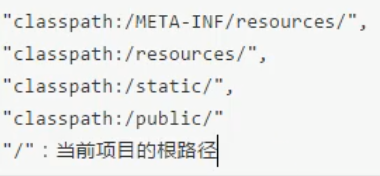 "classpath:/META-INF/resources/",
"classpath:/resources/",
"classpath:/static/",
"classpath:/public/"
"/"：当前项目的根路径